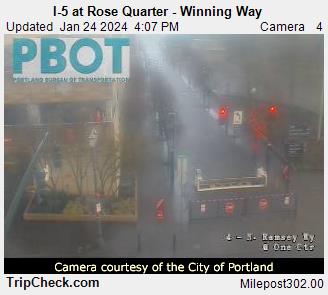 I-5 at Rose Quarter - Winning Way
Updated Jan 24 2024 4:07 PM Camera 4
PBOT
PORTLAND BUREAU OF TRANSPORTATION
4 - N. Ramsey Wy
@ One Ctr
Camera courtesy of the City of Portland
TripCheck.com Milepost302.00